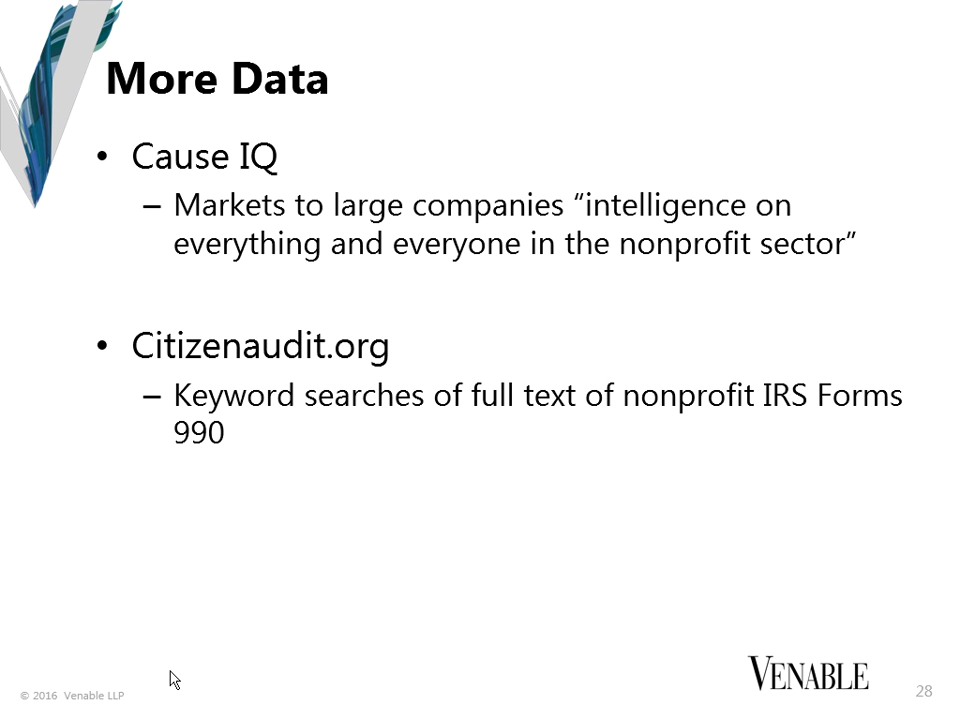 More Data
• Cause IQ
– Markets to large companies “intelligence on
everything and everyone in the nonprofit sector”
• Citizenaudit.org
– Keyword searches of full text of nonprofit IRS Forms
990
© 2016 Venable LLP
VENABLE
28